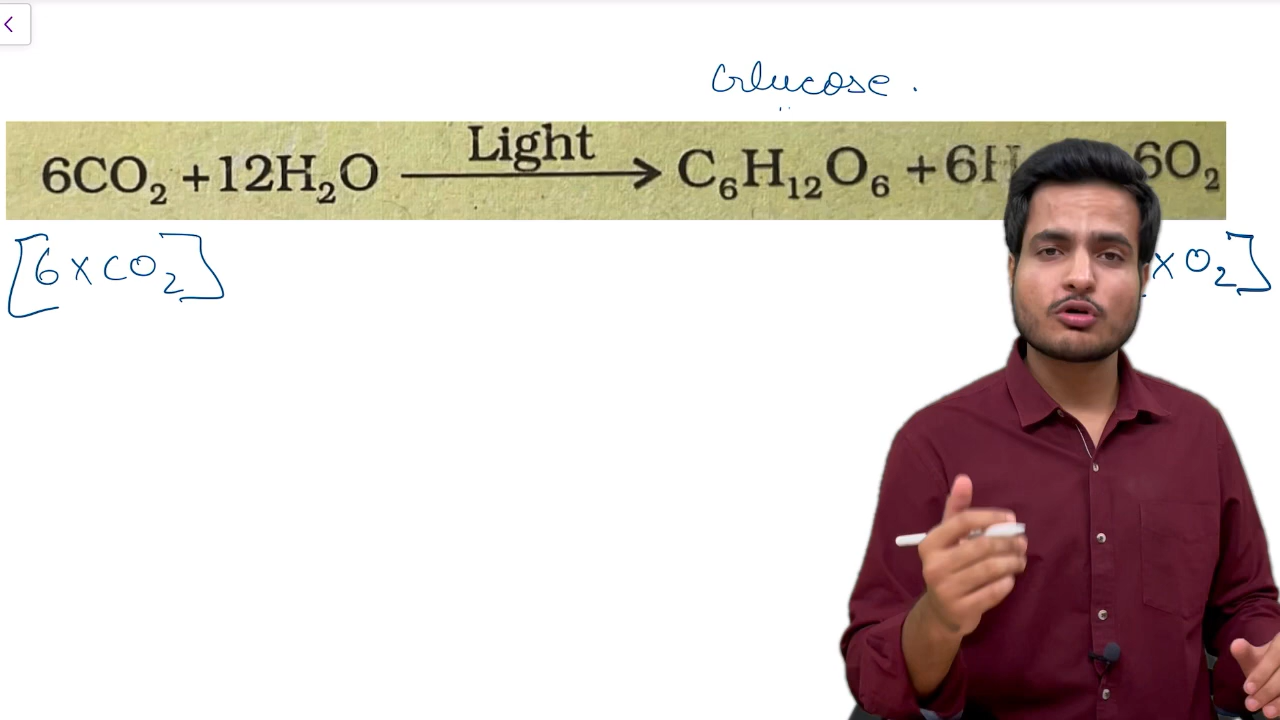 Glucose.
Light
6CO₂ + 12H₂O ⟶ C₆H₁₂O₆ + 6H 6O₂
[6 × CO₂] × O₂]